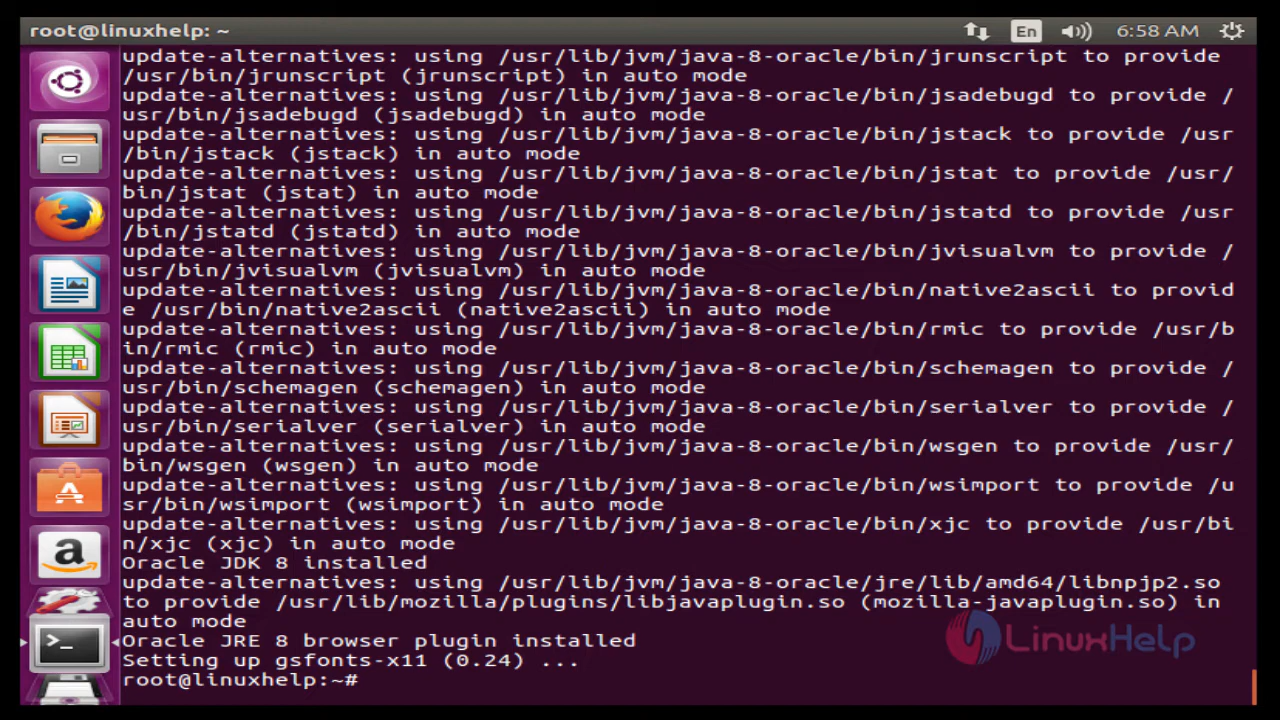 root@linuxhelp: ~
En
6:58 AM
update-alternatives: using /usr/lib/jvm/java-8-oracle/bin/jrunscript to provide
/usr/bin/jrunscript (jrunscript) in auto mode
update-alternatives: using /usr/lib/jvm/java-8-oracle/bin/jsadebugd to provide /
usr/bin/jsadebugd (jsadebugd) in auto mode
update-alternatives: using /usr/lib/jvm/java-8-oracle/bin/jstack to provide /usr
/bin/jstack (jstack) in auto mode
update-alternatives: using /usr/lib/jvm/java-8-oracle/bin/jstat to provide /usr/
bin/jstat (jstat) in auto mode
update-alternatives: using /usr/lib/jvm/java-8-oracle/bin/jstatd to provide /usr
/bin/jstatd (jstatd) in auto mode
update-alternatives: using /usr/lib/jvm/java-8-oracle/bin/jvisualvm to provide /
usr/bin/jvisualvm (jvisualvm) in auto mode
update-alternatives: using /usr/lib/jvm/java-8-oracle/bin/native2ascii to provid
e /usr/bin/native2ascii (native2ascii) in auto mode
update-alternatives: using /usr/lib/jvm/java-8-oracle/bin/rmic to provide /usr/b
in/rmic (rmic) in auto mode
update-alternatives: using /usr/lib/jvm/java-8-oracle/bin/schemagen to provide /
usr/bin/schemagen (schemagen) in auto mode
update-alternatives: using /usr/lib/jvm/java-8-oracle/bin/serialver to provide /
usr/bin/serialver (serialver) in auto mode
update-alternatives: using /usr/lib/jvm/java-8-oracle/bin/wsgen to provide /usr/
bin/wsgen (wsgen) in auto mode
update-alternatives: using /usr/lib/jvm/java-8-oracle/bin/wsimport to provide /u
sr/bin/wsimport (wsimport) in auto mode
update-alternatives: using /usr/lib/jvm/java-8-oracle/bin/xjc to provide /usr/bi
n/xjc (xjc) in auto mode
Oracle JDK 8 installed
update-alternatives: using /usr/lib/jvm/java-8-oracle/jre/lib/amd64/libnpjp2.so
to provide /usr/lib/mozilla/plugins/libjavaplugin.so (mozilla-javaplugin.so) in
auto mode
Oracle JRE 8 browser plugin installed
Setting up gsfonts-x11 (0.24) ...
root@linuxhelp:~#
LinuxHelp